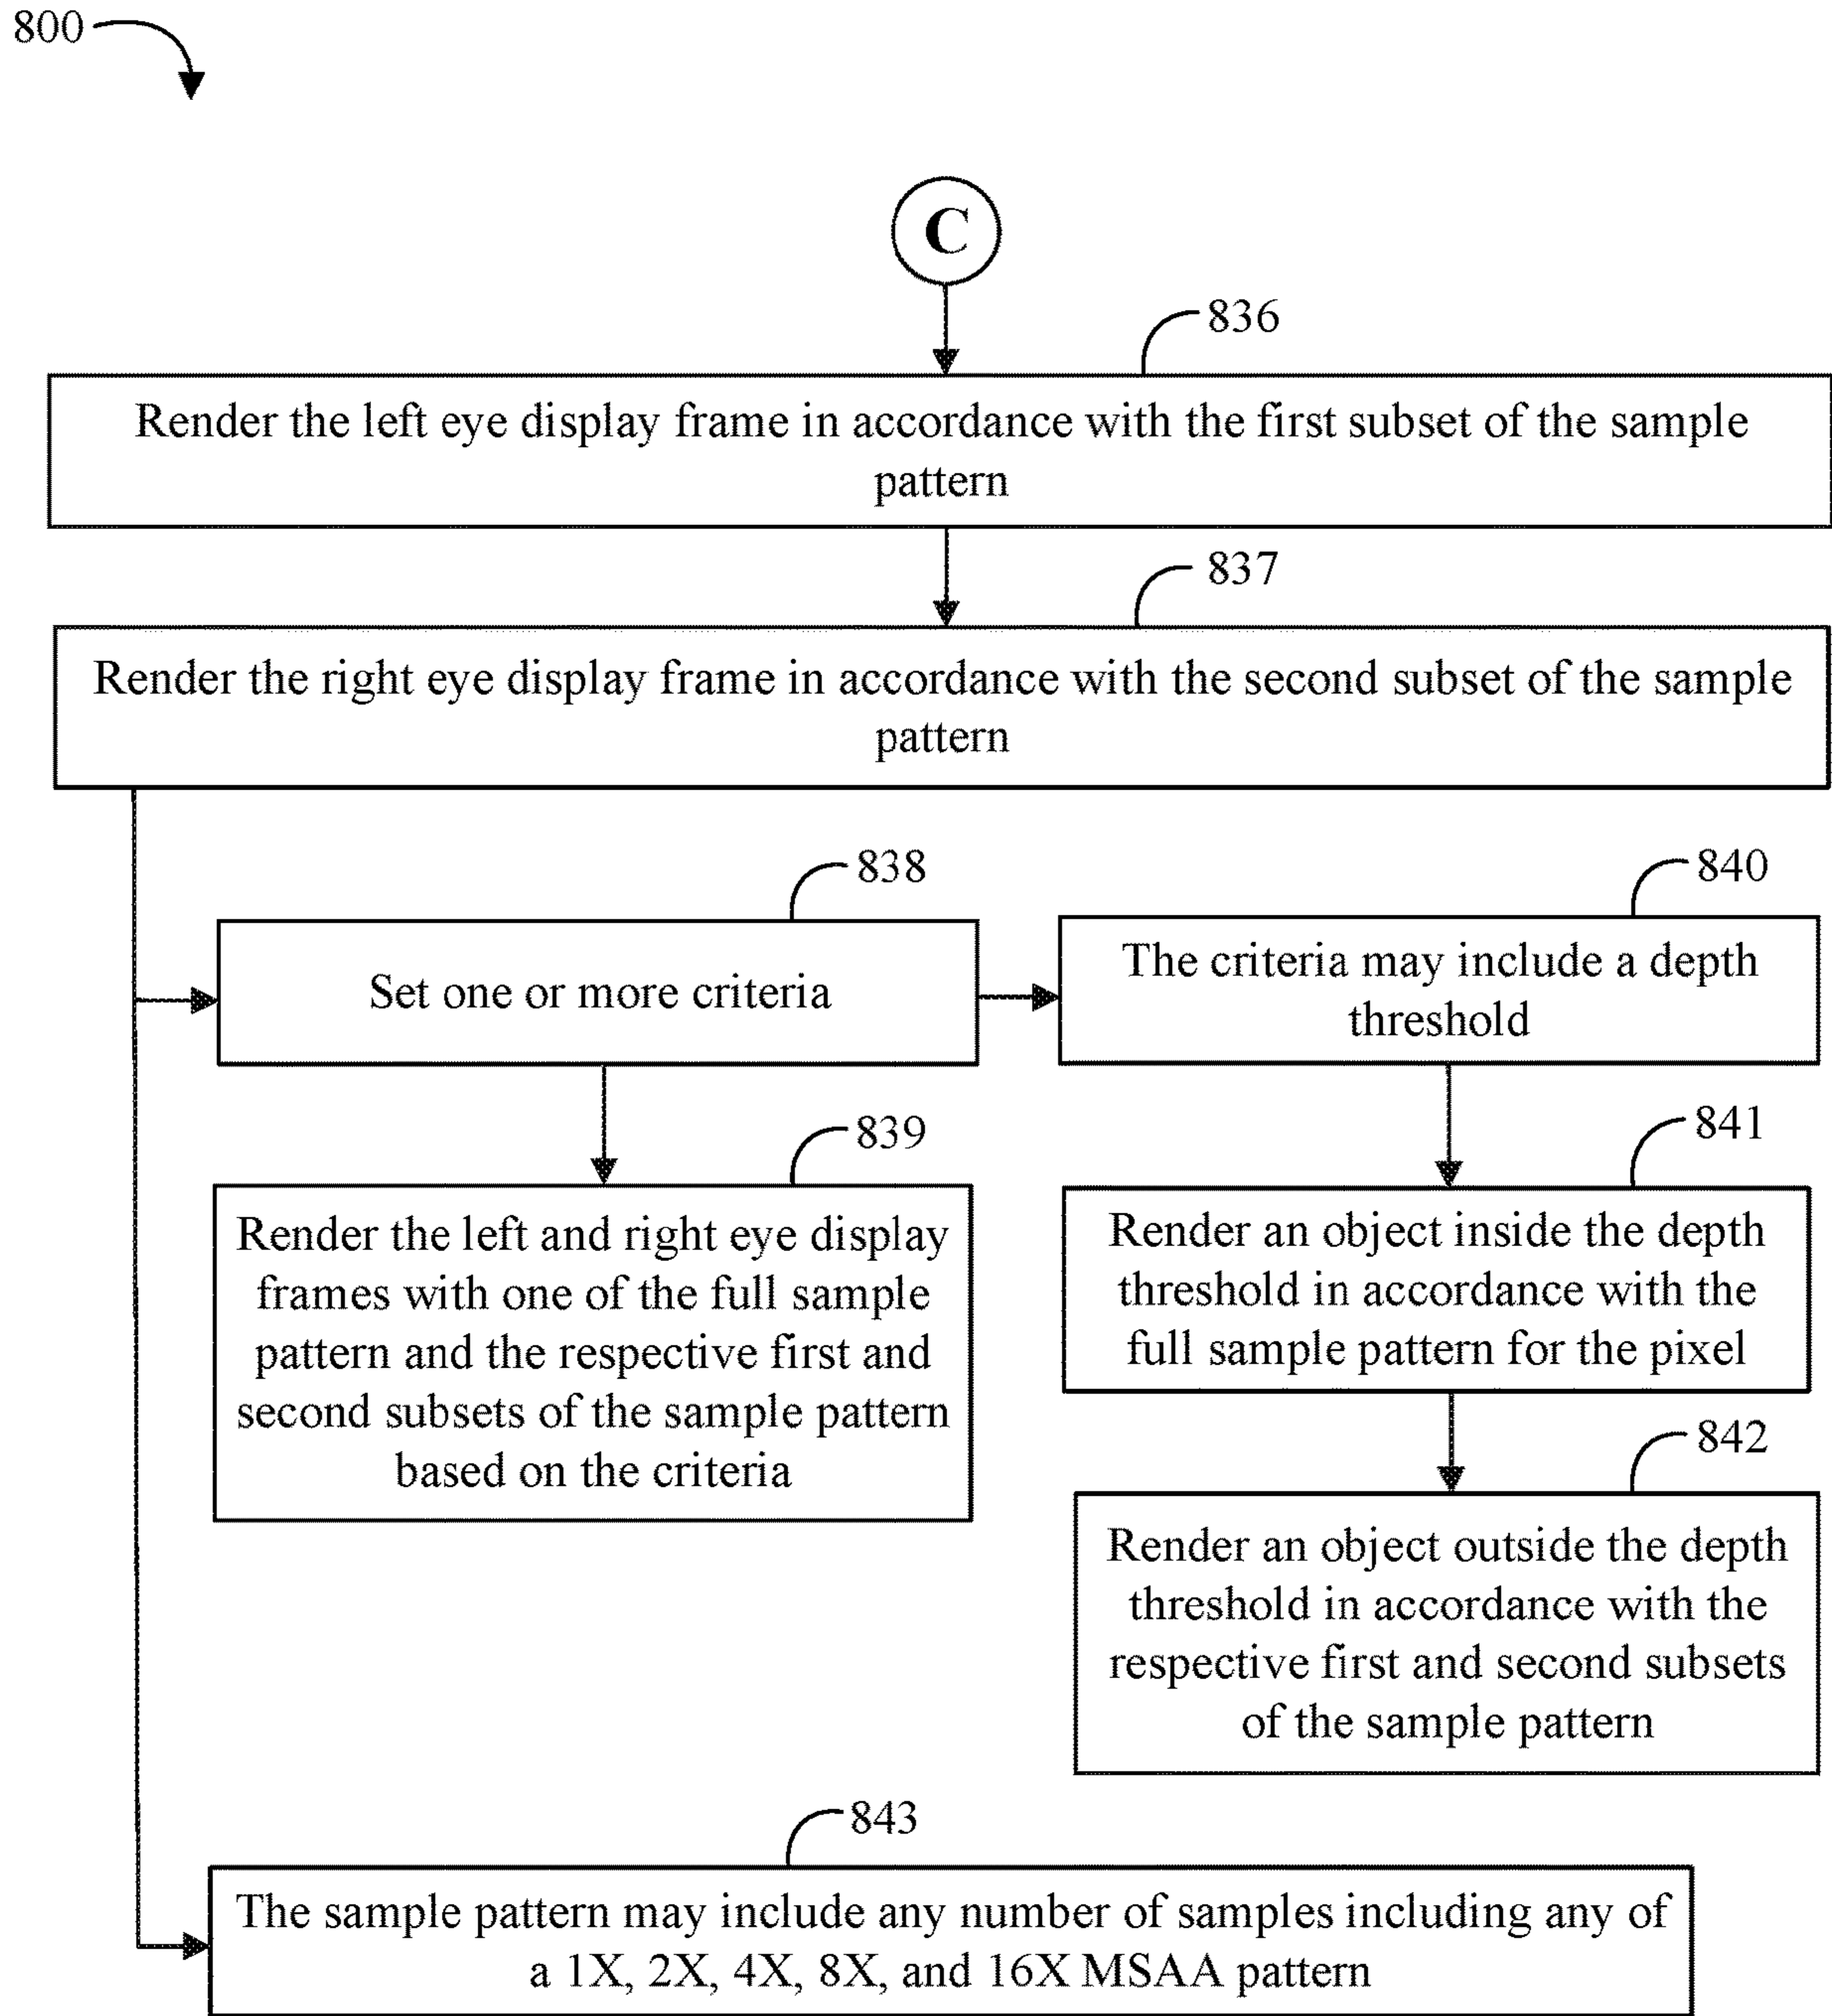 800
C
836
Render the left eye display frame in accordance with the first subset of the sample
pattern
837
Render the right eye display frame in accordance with the second subset of the sample
pattern
838
Set one or more criteria
840
The criteria may include a depth
threshold
839
Render the left and right eye display
frames with one of the full sample
pattern and the respective first and
second subsets of the sample pattern
based on the criteria
841
Render an object inside the depth
threshold in accordance with the
full sample pattern for the pixel
842
Render an object outside the depth
threshold in accordance with the
respective first and second subsets
of the sample pattern
843
The sample pattern may include any number of samples including any of
a 1X, 2X, 4X, 8X, and 16X MSAA pattern